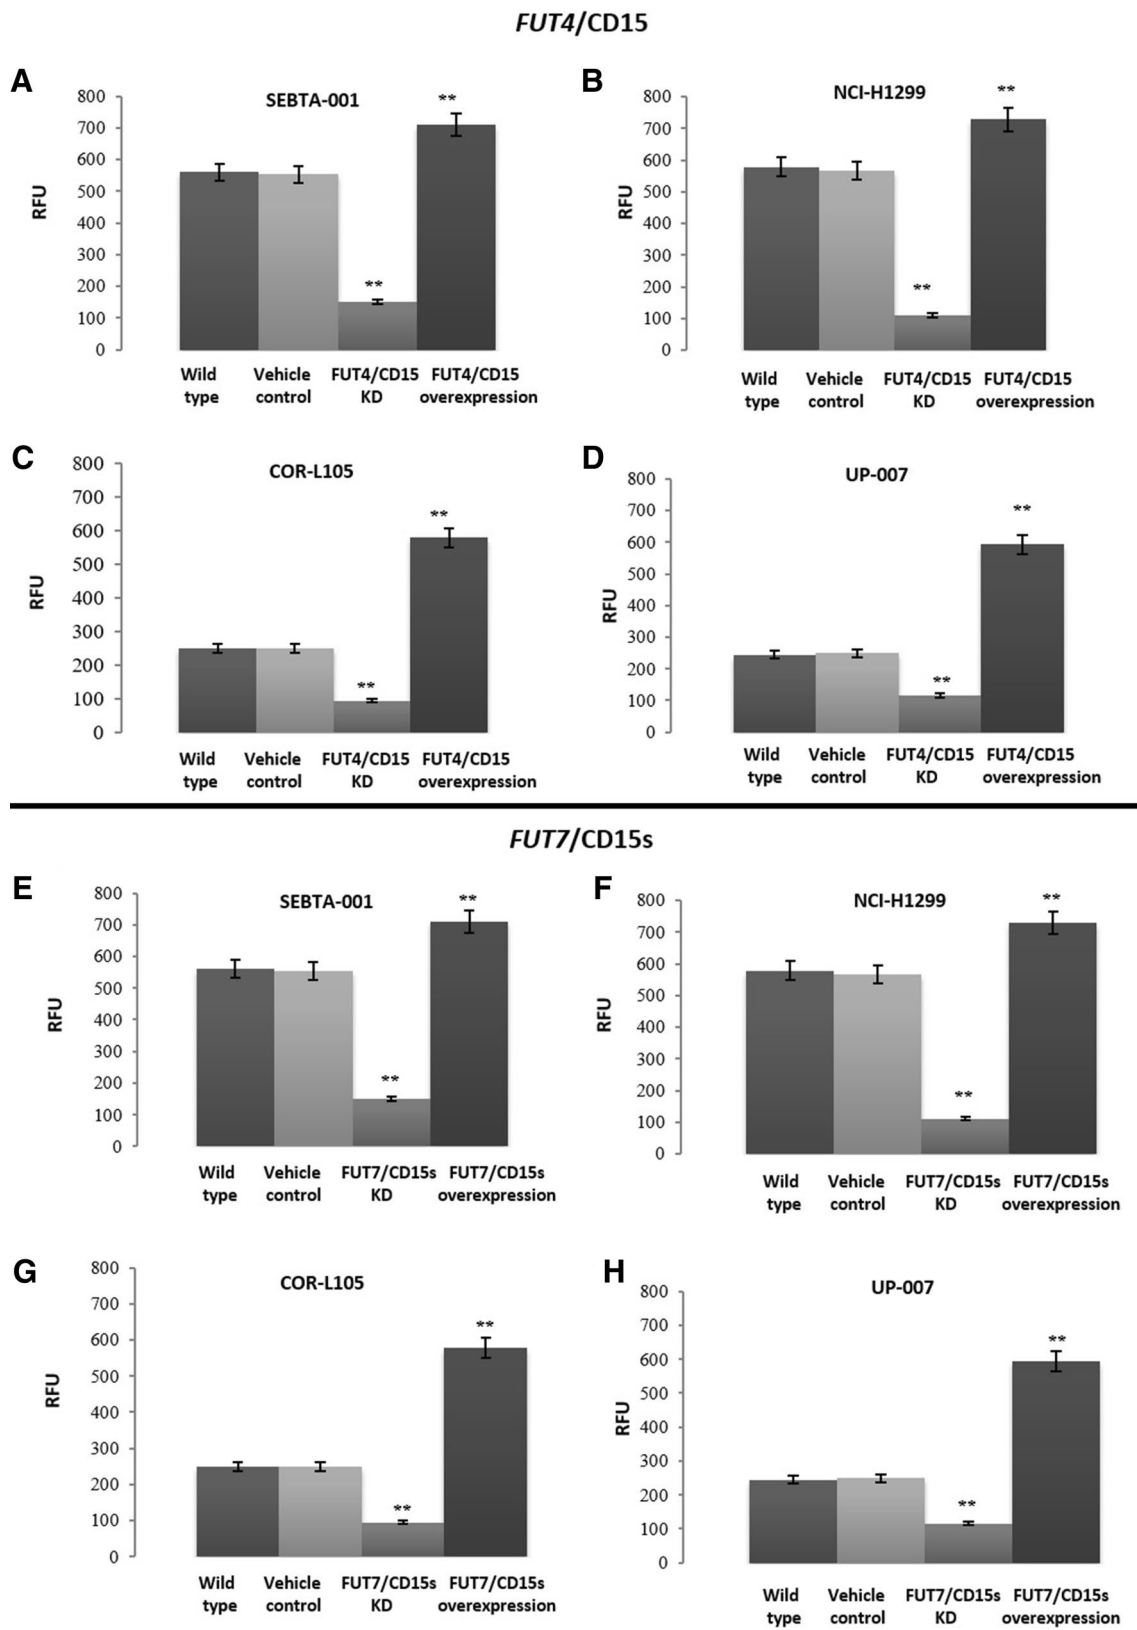 FUT4/CD15
A
SEBTA-001
**
**
800
700
600
500
400
300
200
100
0
RFU
Wild type
Vehicle control
FUT4/CD15 KD
FUT4/CD15 overexpression
B
NCI-H1299
**
**
800
700
600
500
400
300
200
100
0
RFU
Wild type
Vehicle control
FUT4/CD15 KD
FUT4/CD15 overexpression
C
COR-L105
**
**
800
700
600
500
400
300
200
100
0
RFU
Wild type
Vehicle control
FUT4/CD15 KD
FUT4/CD15 overexpression
D
UP-007
**
**
800
700
600
500
400
300
200
100
0
RFU
Wild type
Vehicle control
FUT4/CD15 KD
FUT4/CD15 overexpression
FUT7/CD15s
E
SEBTA-001
**
**
800
700
600
500
400
300
200
100
0
RFU
Wild type
Vehicle control
FUT7/CD15s KD
FUT7/CD15s overexpression
F
NCI-H1299
**
**
800
700
600
500
400
300
200
100
0
RFU
Wild type
Vehicle control
FUT7/CD15s KD
FUT7/CD15s overexpression
G
COR-L105
**
**
800
700
600
500
400
300
200
100
0
RFU
Wild type
Vehicle control
FUT7/CD15s KD
FUT7/CD15s overexpression
H
UP-007
**
**
800
700
600
500
400
300
200
100
0
RFU
Wild type
Vehicle control
FUT7/CD15s KD
FUT7/CD15s overexpression